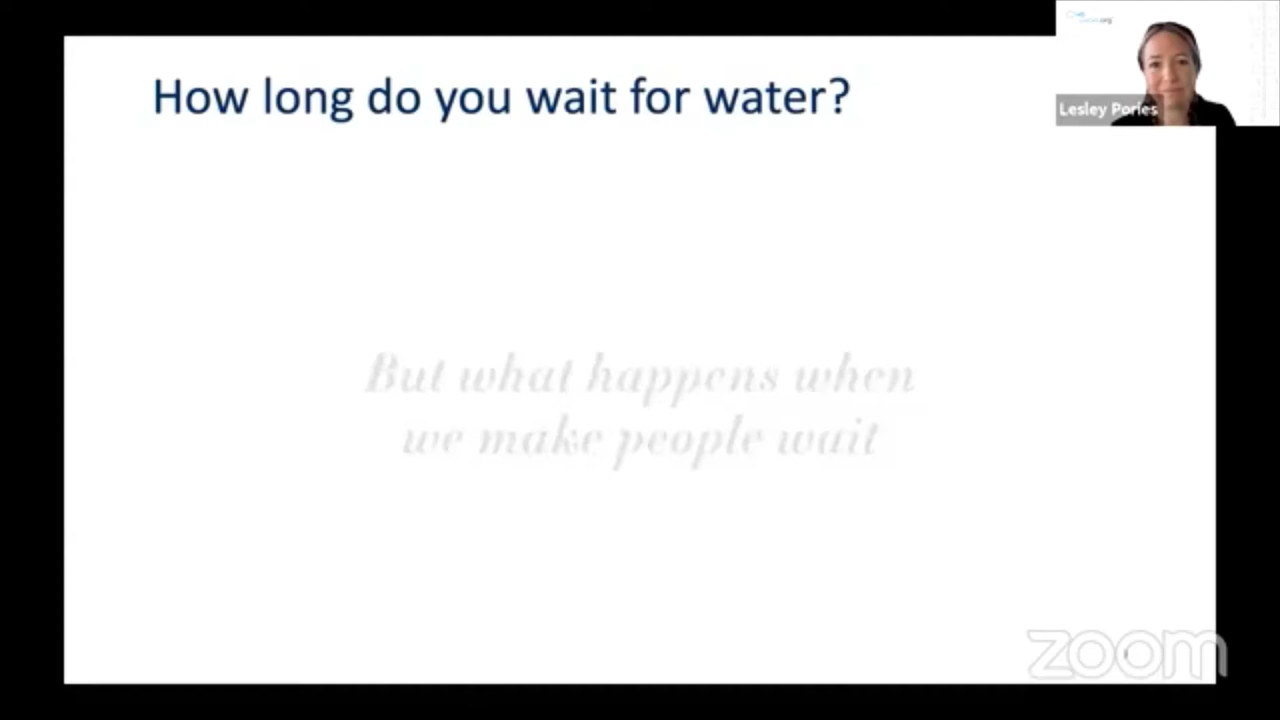 How long do you wait for water?
Lesley Pories
But what happens when
we make people wait
zoom